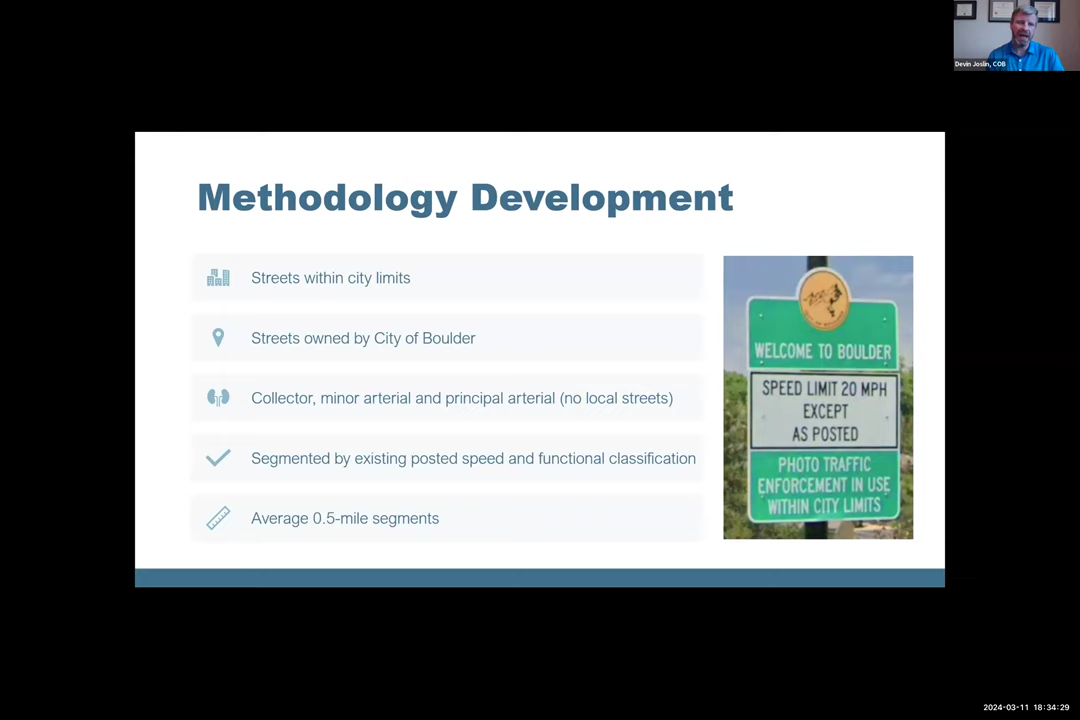 Devin Joslin, COB
Methodology Development
Streets within city limits
Streets owned by City of Boulder
Collector, minor arterial and principal arterial (no local streets)
Segmented by existing posted speed and functional classification
Average 0.5-mile segments
WELCOME TO BOULDER
SPEED LIMIT 20 MPH
EXCEPT
AS POSTED
PHOTO TRAFFIC
ENFORCEMENT IN USE
WITHIN CITY LIMITS
2024-03-11 18:34:29